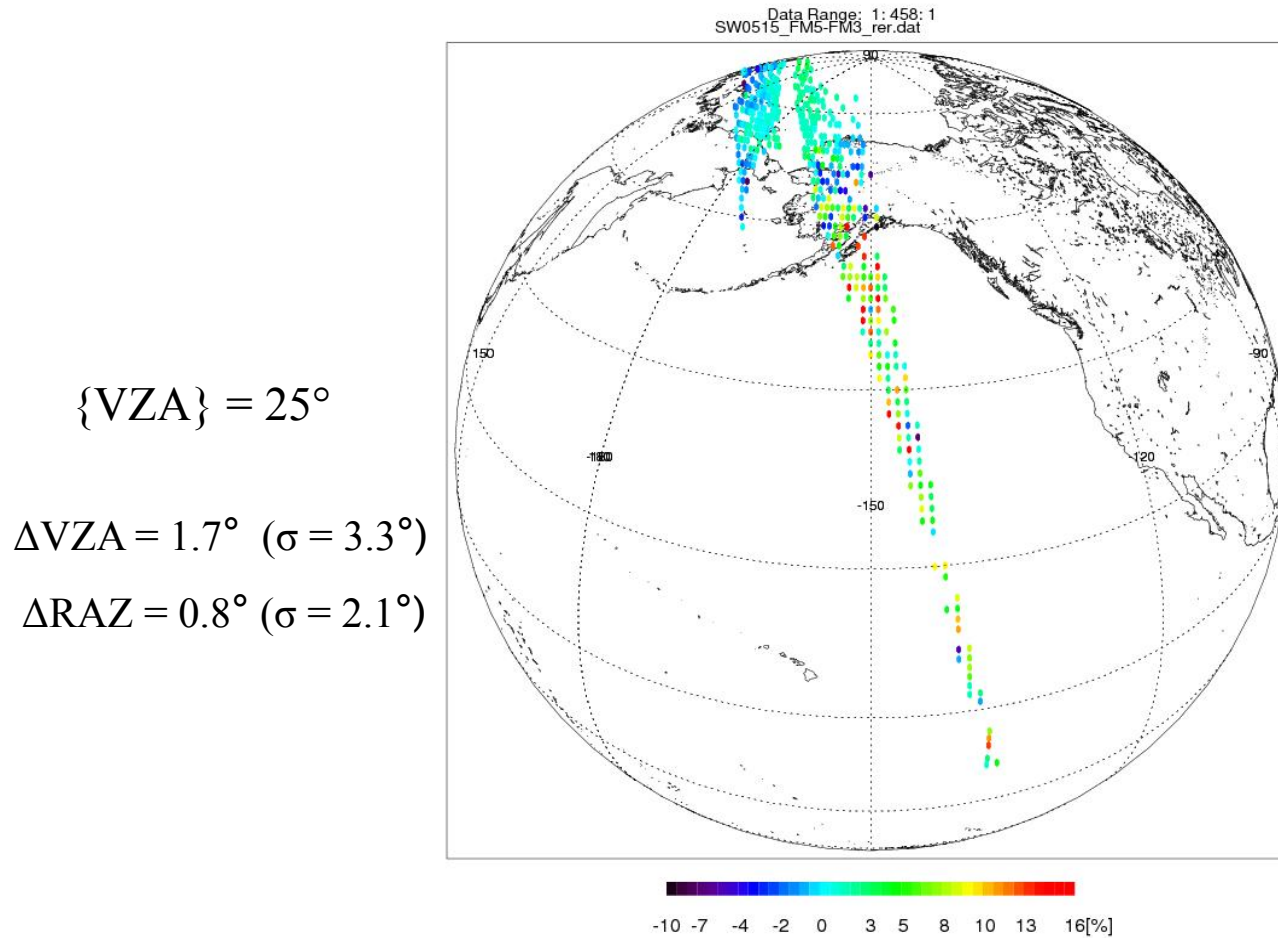 Data Range: 1: 458: 1
SW0515_FM5-FM3_rer.dat
90
150
-90
{VZA} = 25°
-120
-150
ΔVZA = 1.7° (σ = 3.3°)
ΔRAZ = 0.8° (σ = 2.1°)
-10 -7 -4 -2 0 3 5 8 10 13 16[%]